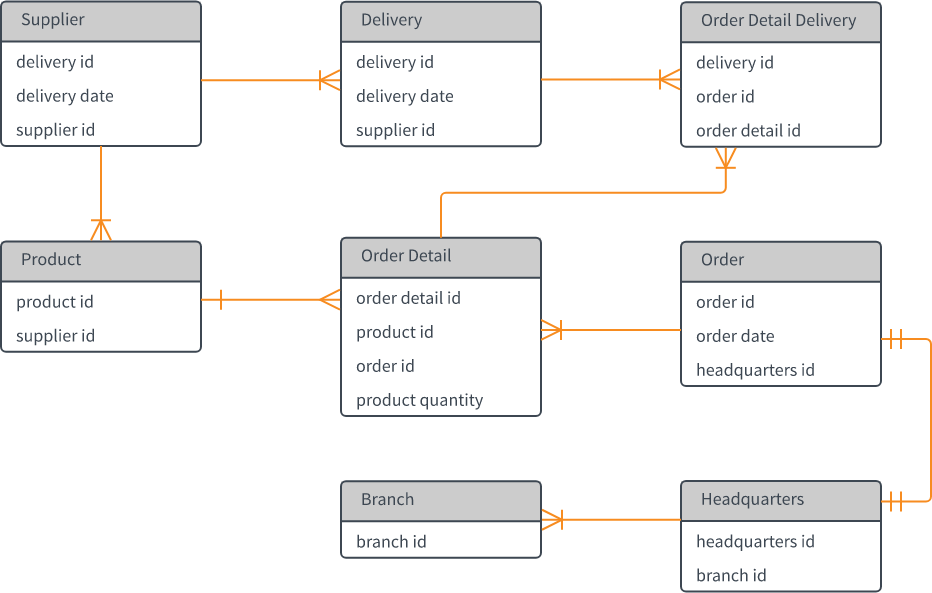 Supplier
delivery id
delivery date
supplier id
Delivery
delivery id
delivery date
supplier id
Order Detail Delivery
delivery id
order id
order detail id
Product
product id
supplier id
Order Detail
order detail id
product id
order id
product quantity
Order
order id
order date
headquarters id
Branch
branch id
Headquarters
headquarters id
branch id